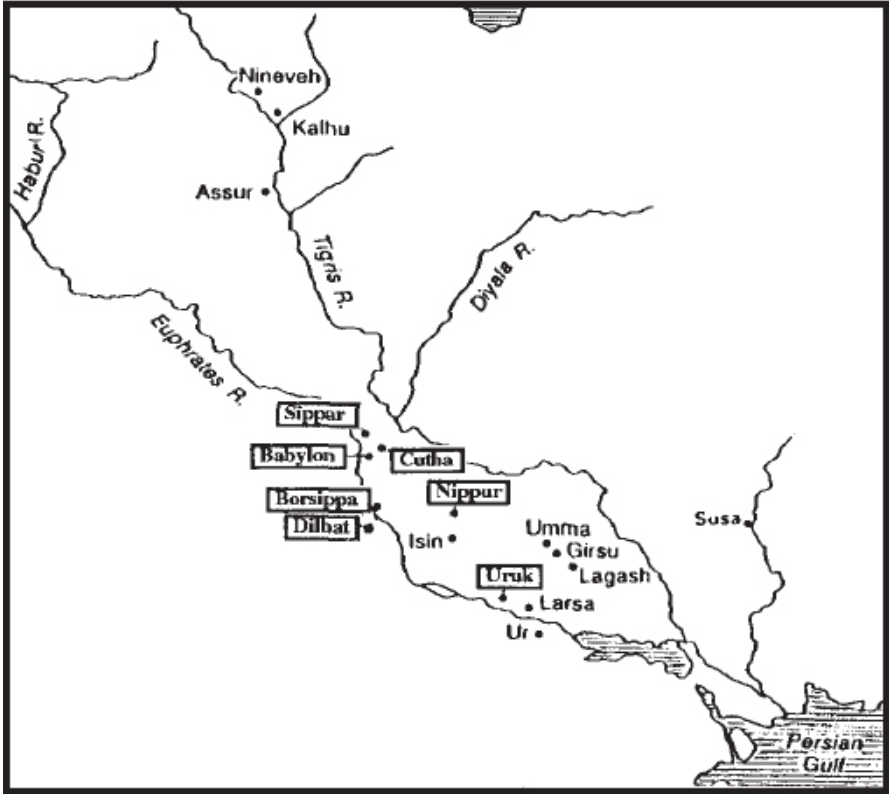 Nineveh
Kalhu
Habur R.
Assur
Tigris R.
Diyala R.
Euphrates R.
Sippar
Babylon
Cutha
Nippur
Borsippa
Dilbat
Isin
Umma
Girsu
Lagash
Susa
Uruk
Larsa
Ur
Persian
Gulf